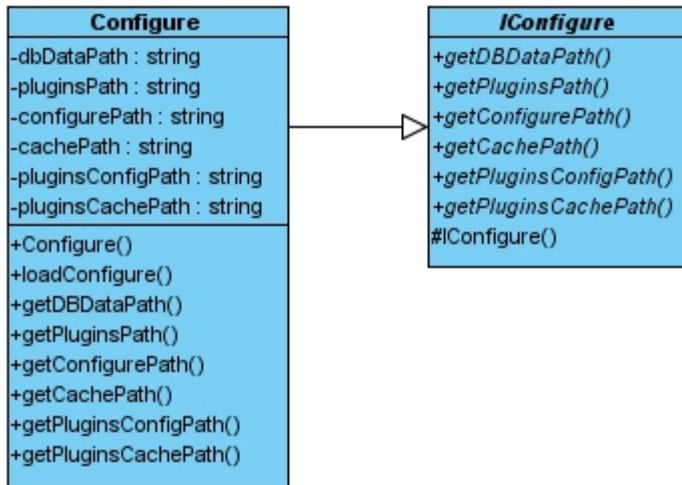 Configure
-dbDataPath : string
-pluginsPath : string
-configurePath : string
-cachePath : string
-pluginsConfigPath : string
-pluginsCachePath : string
+Configure()
+loadConfigure()
+getDBDataPath()
+getPluginsPath()
+getConfigurePath()
+getCachePath()
+getPluginsConfigPath()
+getPluginsCachePath()
IConfigure
+getDBDataPath()
+getPluginsPath()
+getConfigurePath()
+getCachePath()
+getPluginsConfigPath()
+getPluginsCachePath()
#IConfigure()